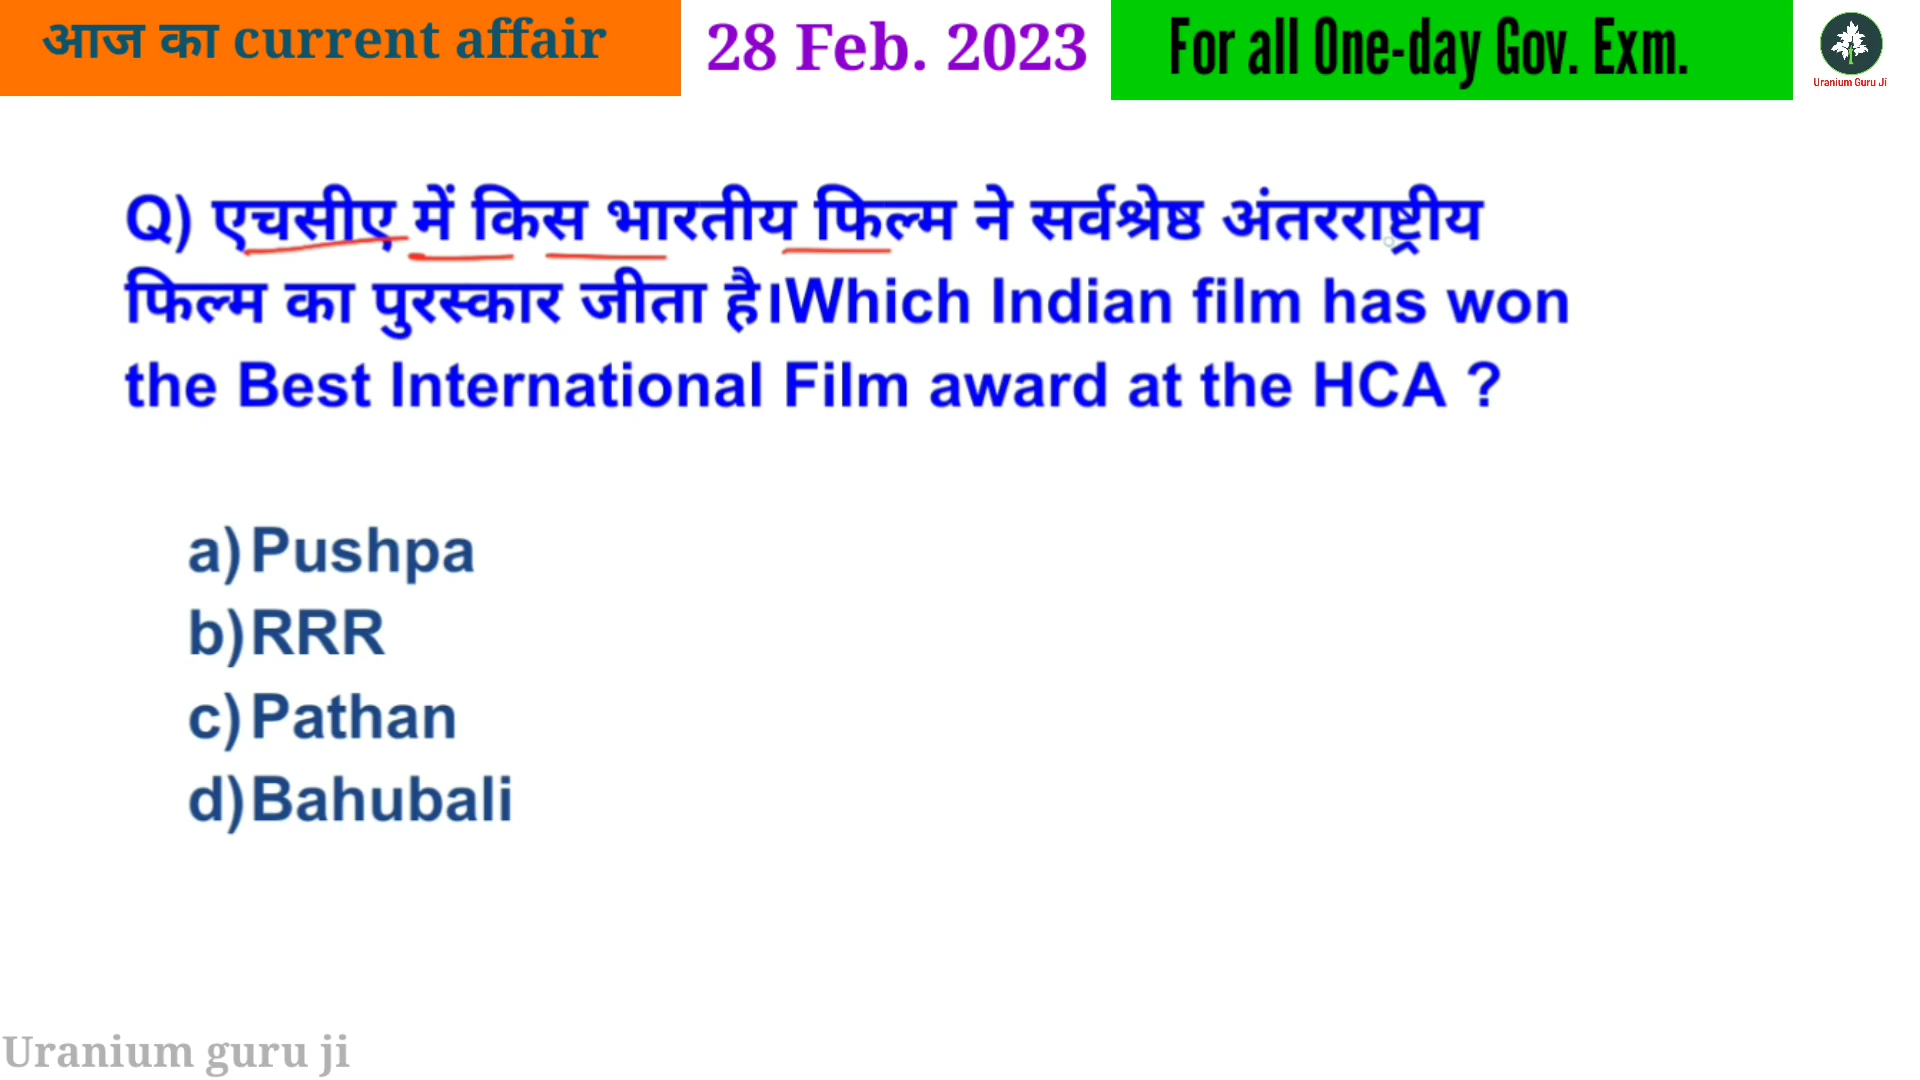 आज का current affair
28 Feb. 2023
For all One-day Gov. Exm.
Uranium Guru Ji
Q) एचसीए में किस भारतीय फिल्म ने सर्वश्रेष्ठ अंतरराष्ट्रीय
फिल्म का पुरस्कार जीता है।Which Indian film has won
the Best International Film award at the HCA ?
a)Pushpa
b)RRR
c)Pathan
d)Bahubali
Uranium guru ji